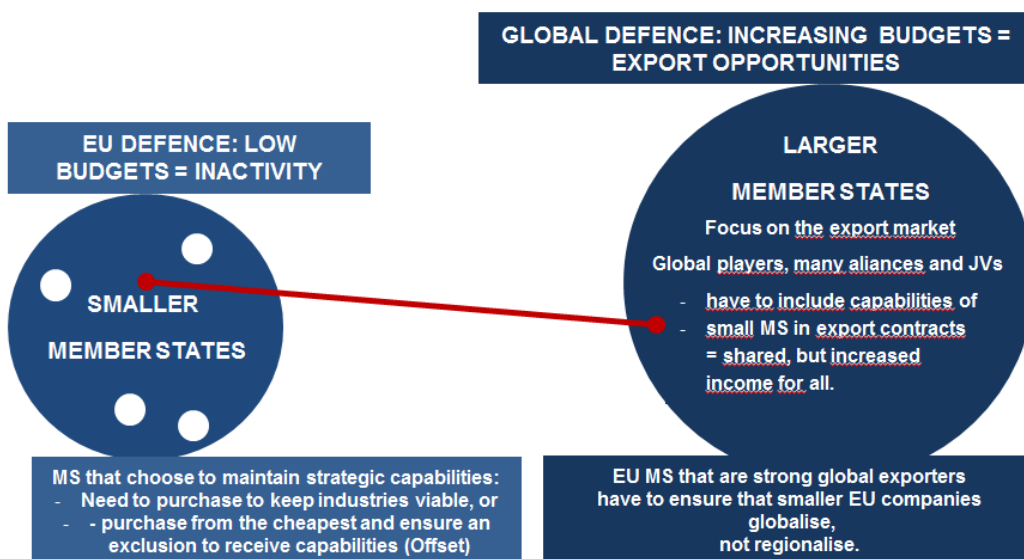 GLOBAL DEFENCE: INCREASING BUDGETS =
EXPORT OPPORTUNITIES
EU DEFENCE: LOW
BUDGETS = INACTIVITY
SMALLER
MEMBER STATES
LARGER
MEMBER STATES
Focus on the export market
Global players, many aliances and JVs
- have to include capabilities of
- small MS in export contracts
= shared, but increased
income for all.
MS that choose to maintain strategic capabilities:
- Need to purchase to keep industries viable, or
- - purchase from the cheapest and ensure an
exclusion to receive capabilities (Offset)
EU MS that are strong global exporters
have to ensure that smaller EU companies
globalise,
not regionalise.